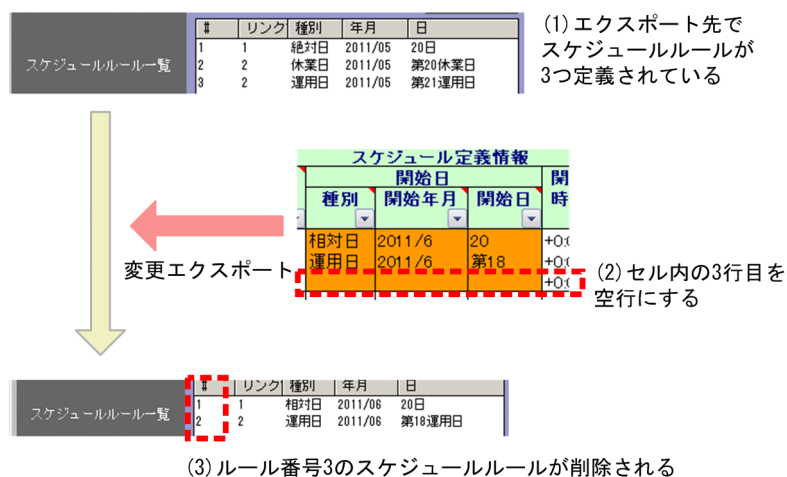 # リンク 種別 年月 日
1 1 絶対日 2011/05 20日
スケジュールルール一覧 2 2 休業日 2011/05 第20休業日
3 2 運用日 2011/05 第21運用日
(1)エクスポート先で
スケジュールルールが
3つ定義されている
スケジュール定義情報
開始日 開
種別 開始年月 開始日 時
相対日 2011/6 20 +0:0
運用日 2011/6 第18 +0:0
+0:0
変更エクスポート
(2)セル内の3行目を
空行にする
# リンク 種別 年月 日
1 1 相対日 2011/06 20日
スケジュールルール一覧 2 2 運用日 2011/06 第18運用日
(3)ルール番号3のスケジュールルールが削除される